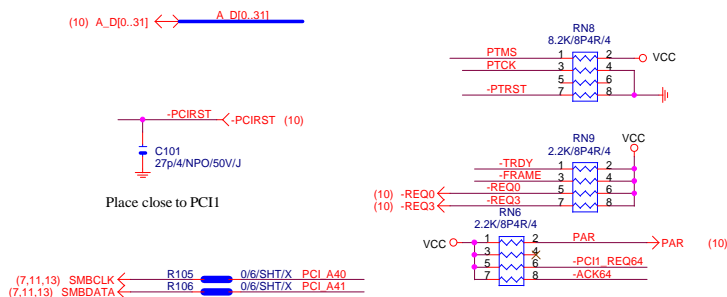 (10) A_D[0..31]
A_D[0..31]
-PCIRST
-PCIRST (10)
C101
27p/4/NPO/50V/J
Place close to PCI1
(7,11,13) SMBCLK
R105
0/6/SHT/X
PCI_A40
(7,11,13) SMBDATA
R106
0/6/SHT/X
PCI_A41
RN8
8.2K/8P4R/4
PTMS
1
2
VCC
PTCK
3
4
5
6
-PTRST
7
8
RN9
2.2K/8P4R/4
VCC
-TRDY
1
2
-FRAME
3
4
(10) -REQ0
-REQ0
5
6
(10) -REQ3
-REQ3
7
8
RN6
2.2K/8P4R/4
VCC
1
2
PAR
PAR (10)
3
4
5
6
-PCI1_REQ64
7
8
-ACK64